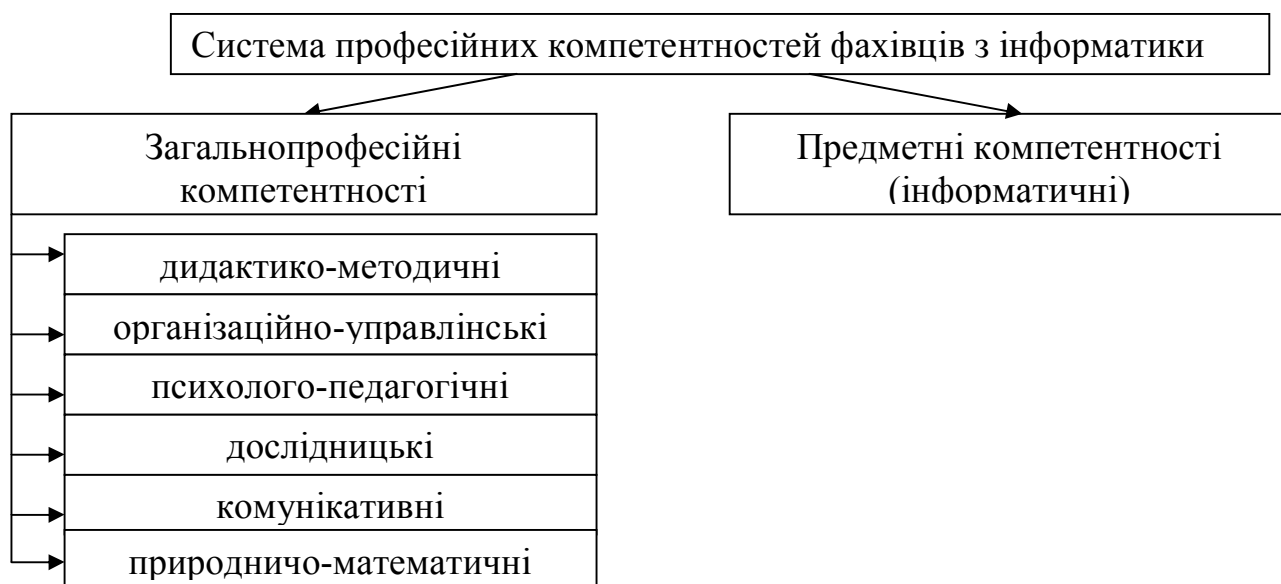 Система професійних компетентностей фахівців з інформатики
Загальнопрофесійні
компетентності
Предметні компетентності
(інформатичні)
дидактико-методичні
організаційно-управлінські
психолого-педагогічні
дослідницькі
комунікативні
природничо-математичні